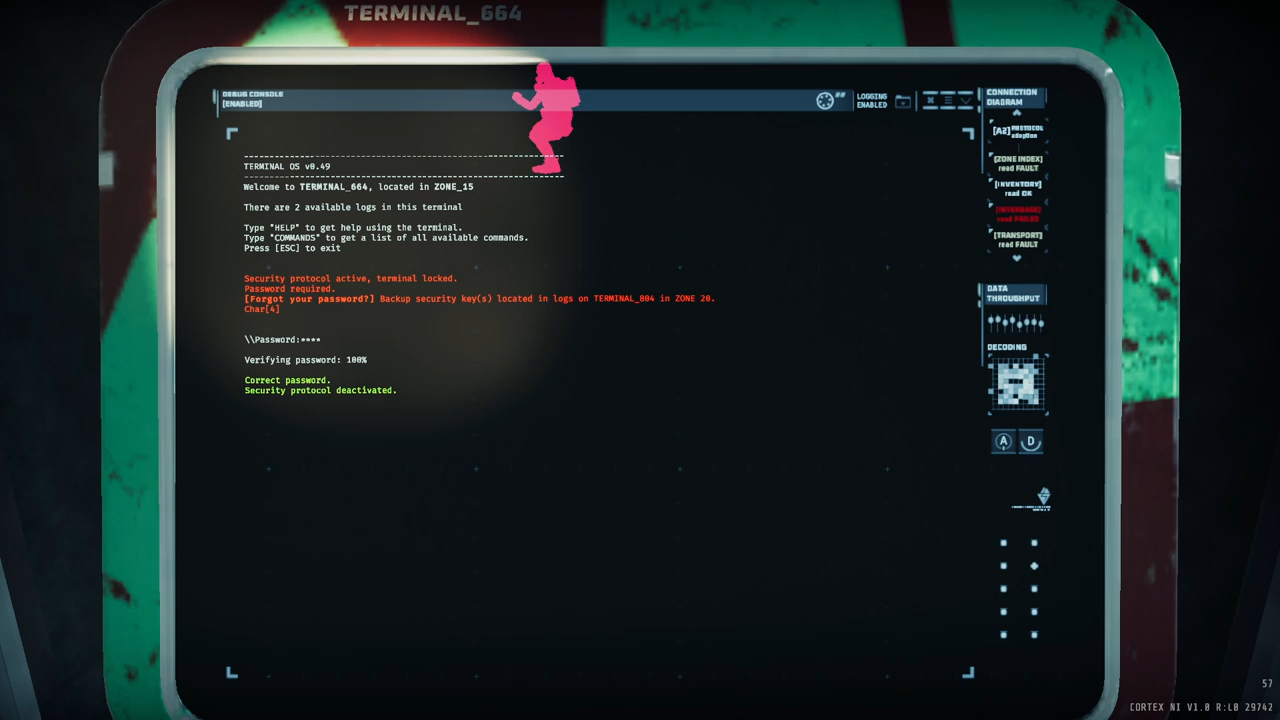 TERMINAL_664
DEBUG CONSOLE
[ENABLED]
LOGGING
ENABLED
TERMINAL OS v0.49
Welcome to TERMINAL_664, located in ZONE_15
There are 2 available logs in this terminal
Type "HELP" to get help using the terminal.
Type "COMMANDS" to get a list of all available commands.
Press [ESC] to exit
Security protocol active, terminal locked.
Password required.
[Forgot your password?] Backup security key(s) located in logs on TERMINAL_804 in ZONE 20.
Char[4]
\\Password:****
Verifying password: 100%
Correct password.
Security protocol deactivated.
CONNECTION
DIAGRAM
[A2] PROTOCOL
adaption
[ZONE INDEX]
read FAULT
[INVENTORY]
read OK
read FAILED
[TRANSPORT]
read FAULT
DATA
THROUGHPUT
DECODING
A D
57
CORTEX NI V1.0 R:L0 29742